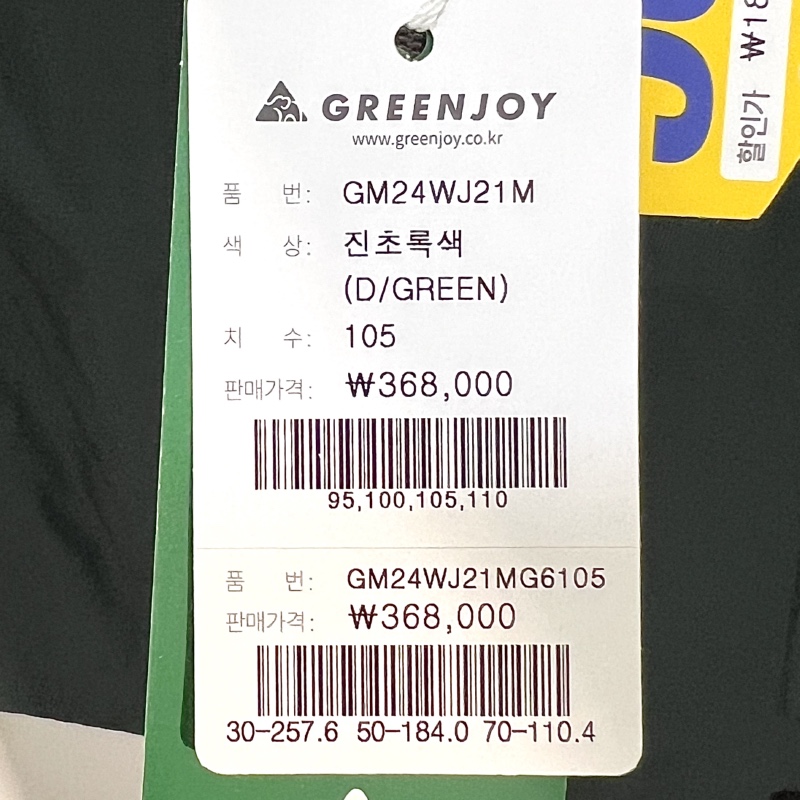 GREENJOY
www.greenjoy.co.kr
품 번: GM24WJ21M
색 상: 진초록색
(D/GREEN)
치 수: 105
판매가격: ₩368,000
95,100,105,110
품 번: GM24WJ21MG6105
판매가격: ₩368,000
30-257.6 50-184.0 70-110.4
할인가 ₩18